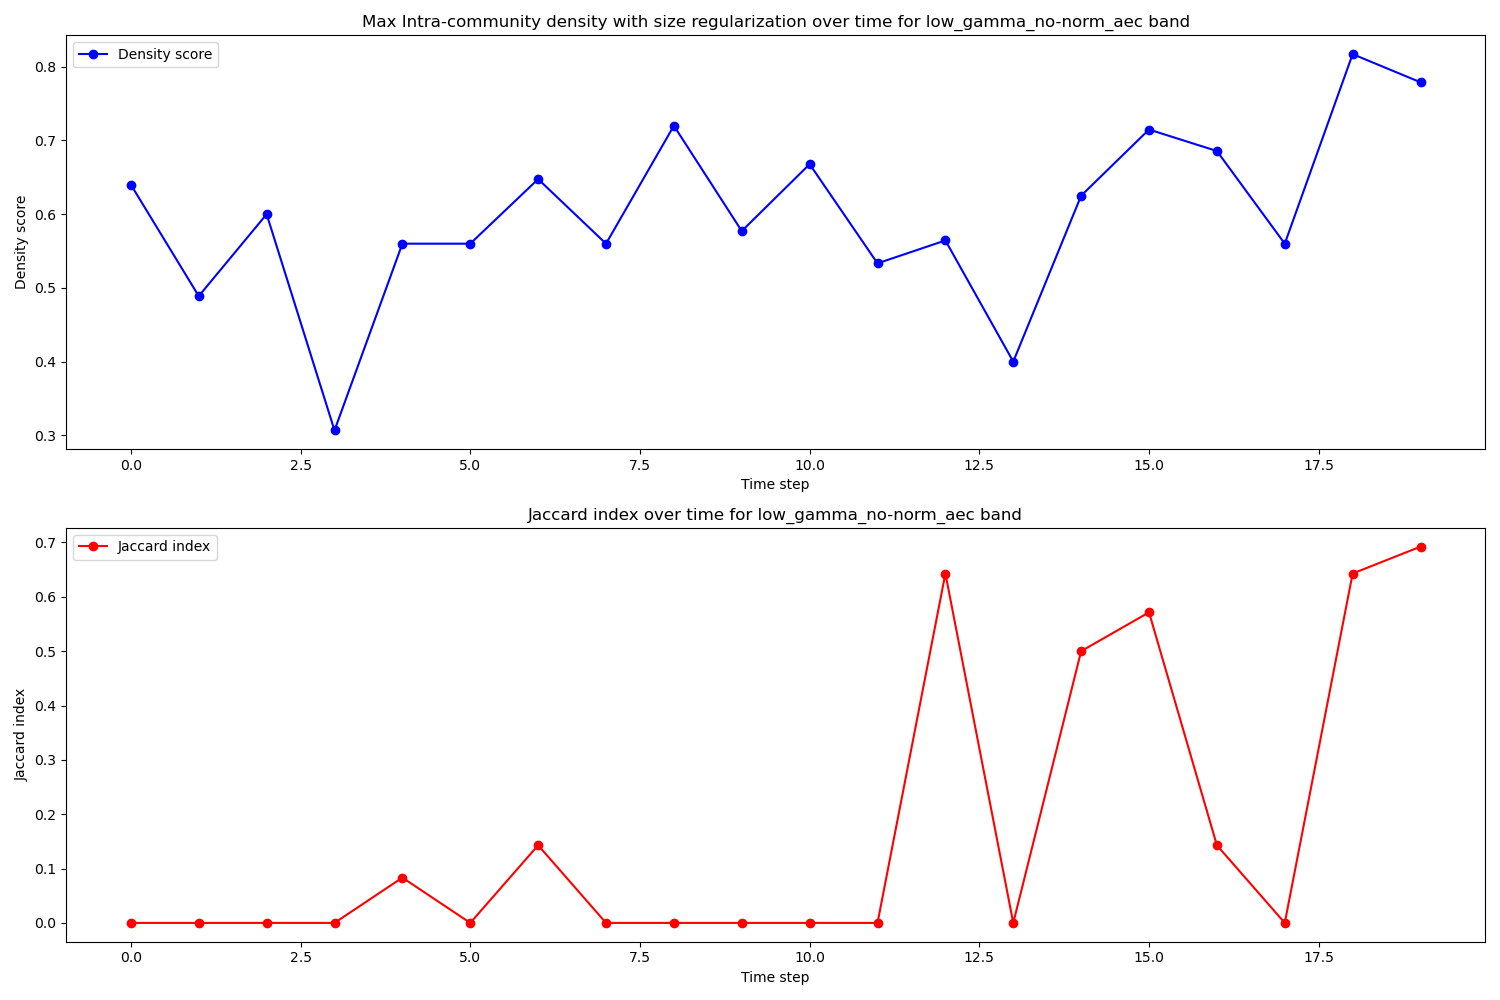 Max Intra-community density with size regularization over time for low_gamma_no-norm_aec band
Density score
0.8
0.7
0.6
0.5
0.4
0.3
Density score
0.0 2.5 5.0 7.5 10.0 12.5 15.0 17.5
Time step
Jaccard index over time for low_gamma_no-norm_aec band
Jaccard index
0.7
0.6
0.5
0.4
0.3
0.2
0.1
0.0
Jaccard index
0.0 2.5 5.0 7.5 10.0 12.5 15.0 17.5
Time step